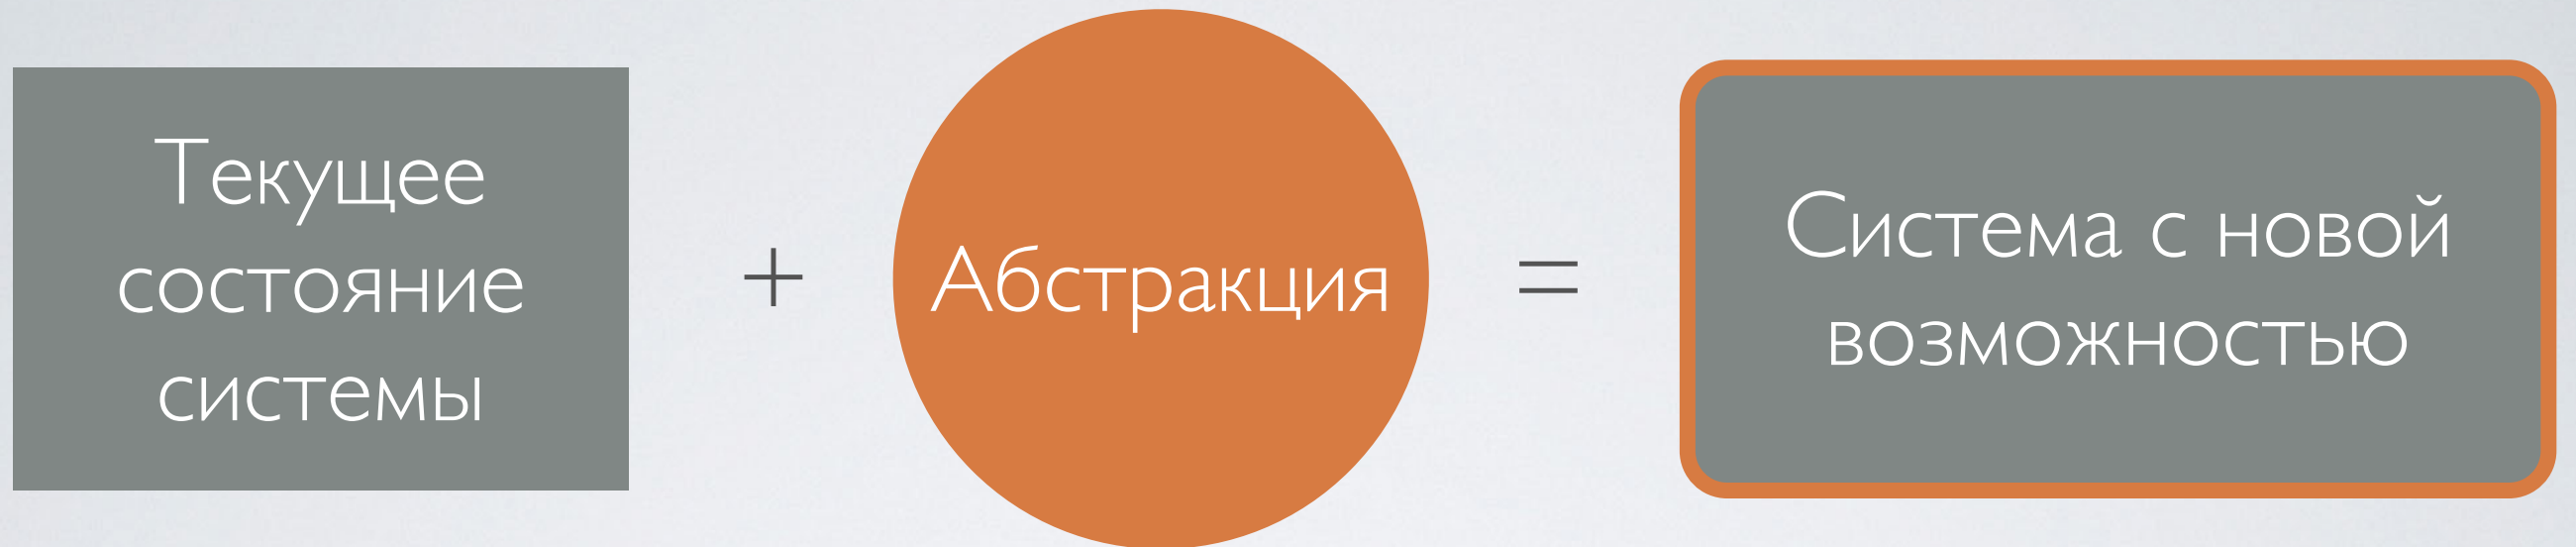 Текущее
состояние
системы
+
Абстракция
=
Система с новой
возможностью